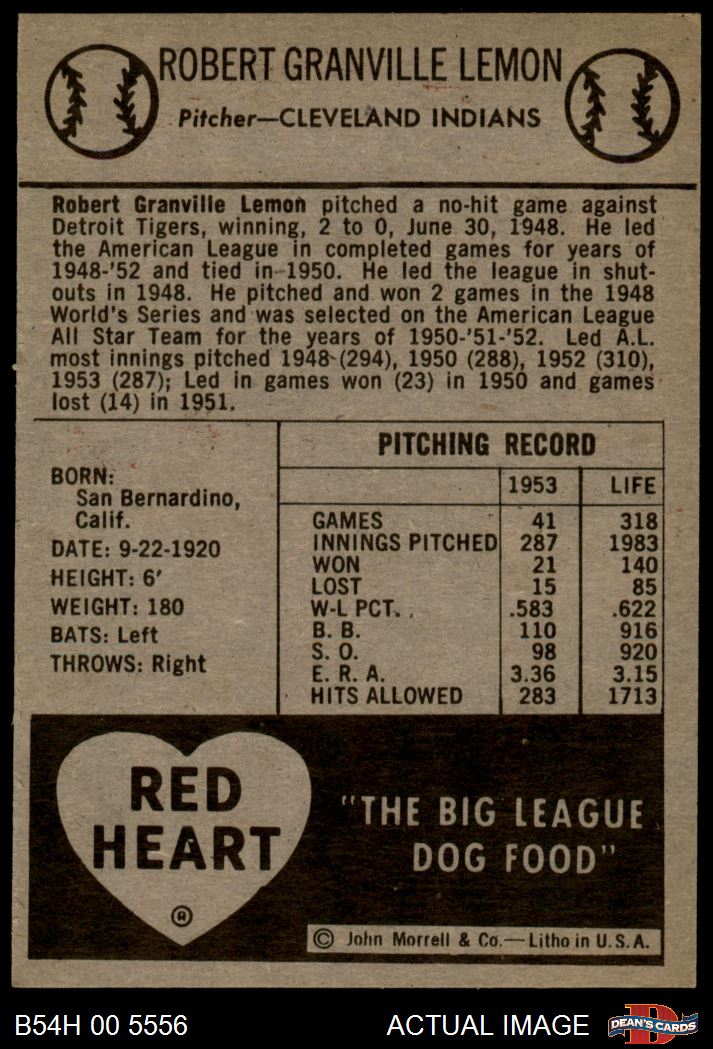 ROBERT GRANVILLE LEMON
Pitcher—CLEVELAND INDIANS
Robert Granville Lemon pitched a no-hit game against
Detroit Tigers, winning, 2 to 0, June 30, 1948. He led
the American League in completed games for years of
1948-'52 and tied in 1950. He led the league in shut-
outs in 1948. He pitched and won 2 games in the 1948
World's Series and was selected on the American League
All Star Team for the years of 1950-'51-'52. Led A.L.
most innings pitched 1948 (294), 1950 (288), 1952 (310),
1953 (287); Led in games won (23) in 1950 and games
lost (14) in 1951.
BORN:
San Bernardino,
Calif.
DATE: 9-22-1920
HEIGHT: 6'
WEIGHT: 180
BATS: Left
THROWS: Right
PITCHING RECORD
1953 LIFE
GAMES 41 318
INNINGS PITCHED 287 1983
WON 21 140
LOST 15 85
W-L PCT. .583 .622
B. B. 110 916
S. O. 98 920
E. R. A. 3.36 3.15
HITS ALLOWED 283 1713
RED
HEART
®
"THE BIG LEAGUE
DOG FOOD"
© John Morrell & Co.—Litho in U.S.A.
B54H 00 5556 ACTUAL IMAGE D DEAN'S CARDS